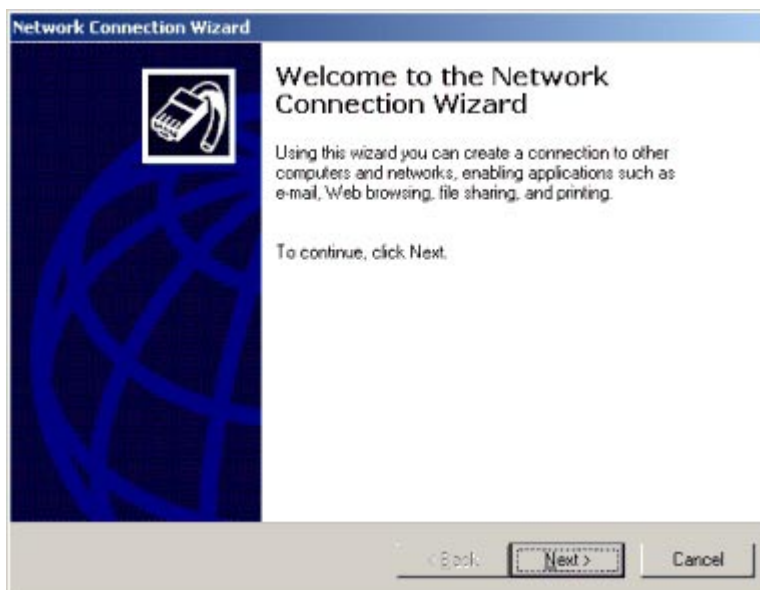 Network Connection Wizard
Welcome to the Network
Connection Wizard
Using this wizard you can create a connection to other
computers and networks, enabling applications such as
e-mail, Web browsing, file sharing, and printing.
To continue, click Next.
< Back Next > Cancel